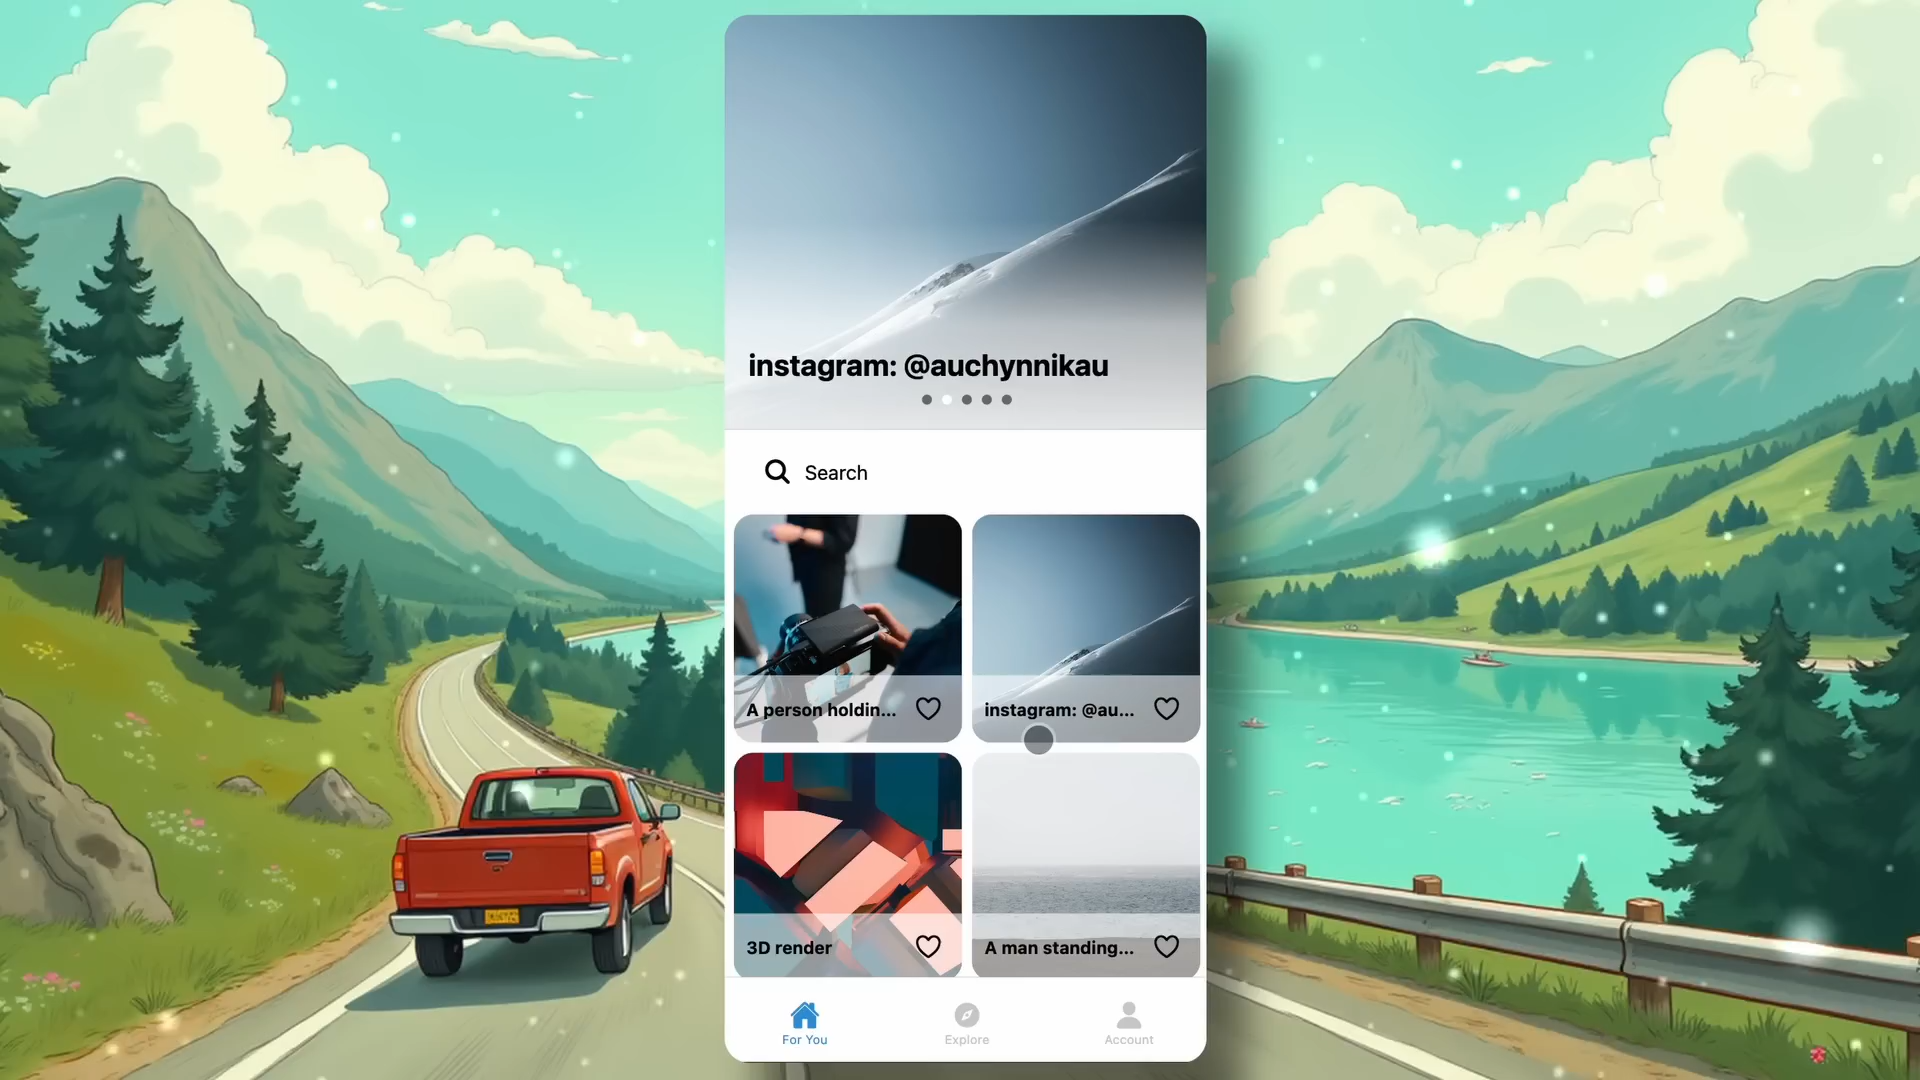 instagram: @auchynnikau
Search
A person holdin...
instagram: @au...
3D render
A man standing...
For You
Explore
Account